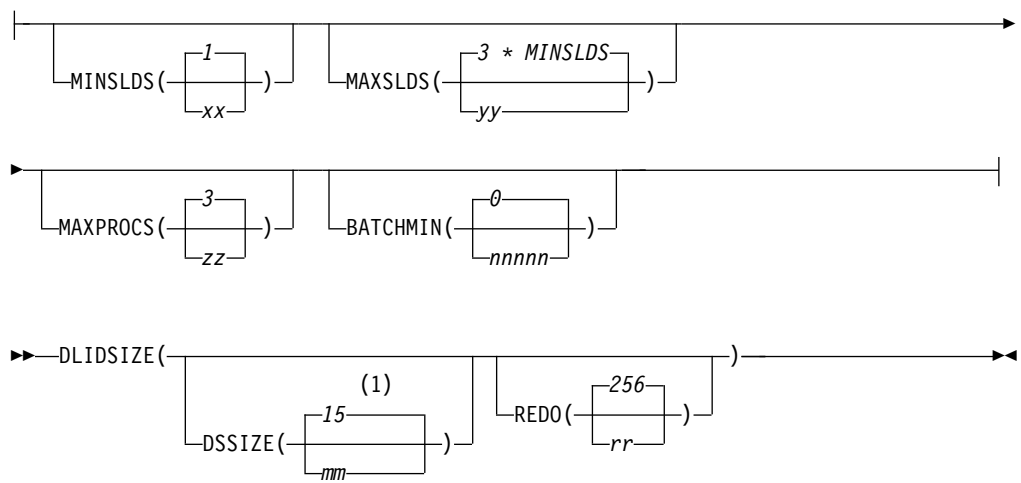 1 3 * MINSLDS
MINSLDS( ) MAXSLDS( )
xx yy
3 0
MAXPROCS( ) BATCHMIN( )
zz nnnnn
DLIDSIZE( )
(1) 256
15 REDO( )
DSSIZE( ) rr
mm